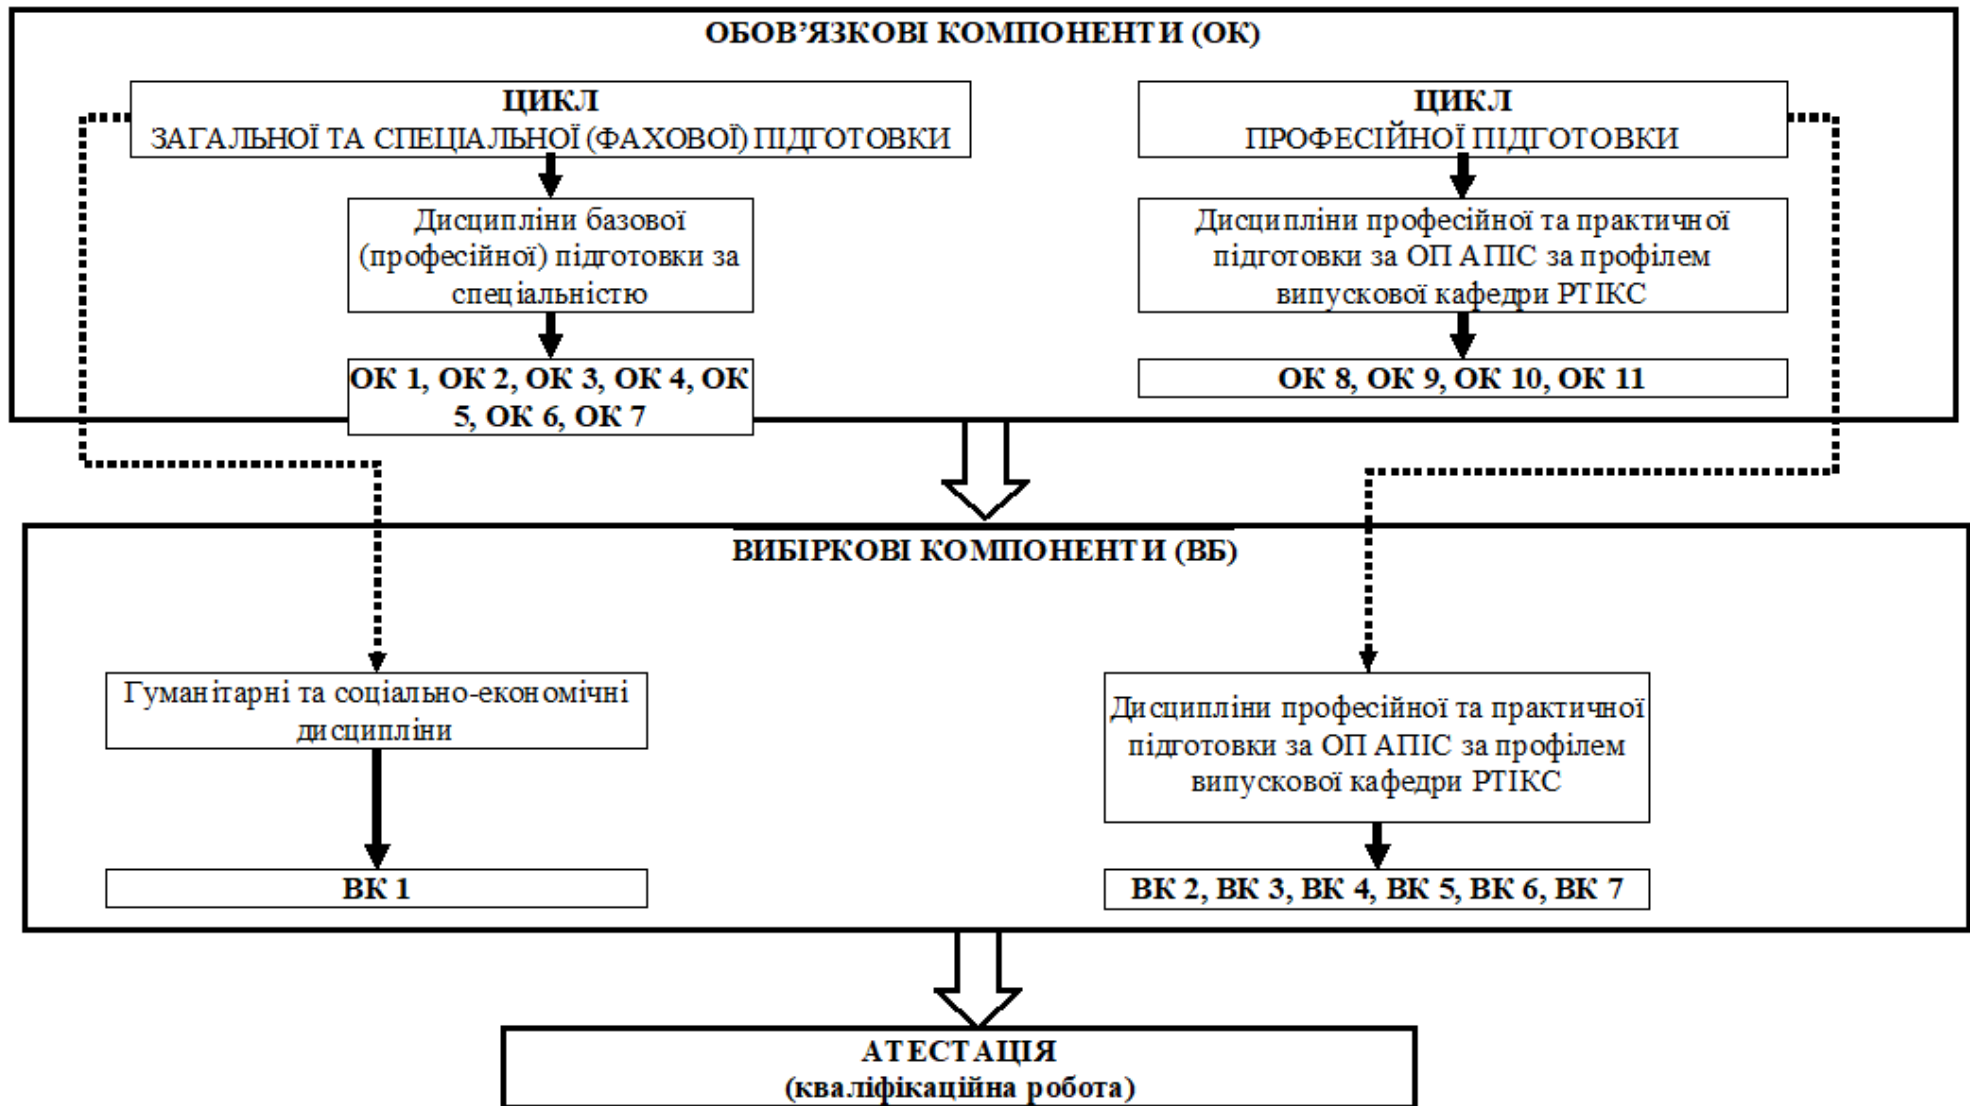 ОБОВ’ЯЗКОВІ КОМПОНЕНТИ (ОК)
ЦИКЛ
ЗАГАЛЬНОЇ ТА СПЕЦІАЛЬНОЇ (ФАХОВОЇ) ПІДГОТОВКИ
ЦИКЛ
ПРОФЕСІЙНОЇ ПІДГОТОВКИ
Дисципліни базової
(професійної) підготовки за
спеціальністю
Дисципліни професійної та практичної
підготовки за ОП АПІС за профілем
випускової кафедри РТІКС
ОК 1, ОК 2, ОК 3, ОК 4, ОК
5, ОК 6, ОК 7
ОК 8, ОК 9, ОК 10, ОК 11
ВИБІРКОВІ КОМПОНЕНТИ (ВБ)
Гуманітарні та соціально-економічні
дисципліни
Дисципліни професійної та практичної
підготовки за ОП АПІС за профілем
випускової кафедри РТІКС
ВК 1
ВК 2, ВК 3, ВК 4, ВК 5, ВК 6, ВК 7
АТЕСТАЦІЯ
(кваліфікаційна робота)